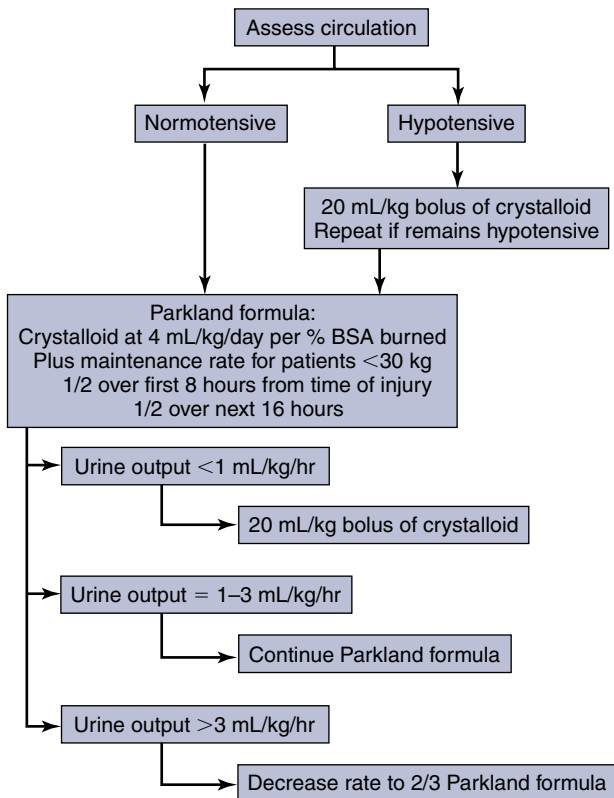 Assess circulation
Normotensive
Hypotensive
20 mL/kg bolus of crystalloid
Repeat if remains hypotensive
Parkland formula:
Crystalloid at 4 mL/kg/day per % BSA burned
Plus maintenance rate for patients <30 kg
1/2 over first 8 hours from time of injury
1/2 over next 16 hours
Urine output <1 mL/kg/hr
20 mL/kg bolus of crystalloid
Urine output = 1–3 mL/kg/hr
Continue Parkland formula
Urine output >3 mL/kg/hr
Decrease rate to 2/3 Parkland formula